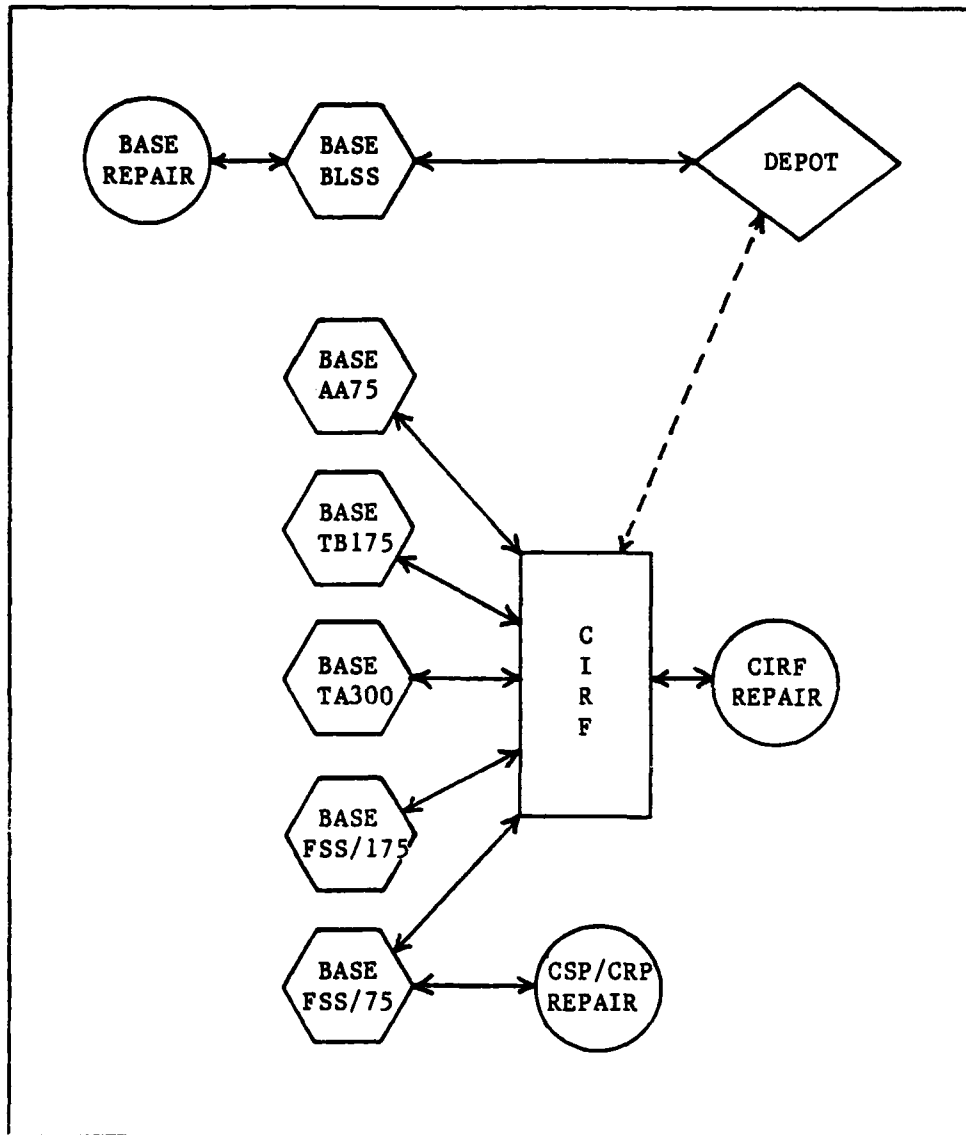 BASE
REPAIR
BASE
BLSS
DEPOT
BASE
AA75
BASE
TB175
BASE
TA300
C
I
R
F
CIRF
REPAIR
BASE
FSS/175
BASE
FSS/75
CSP/CRP
REPAIR